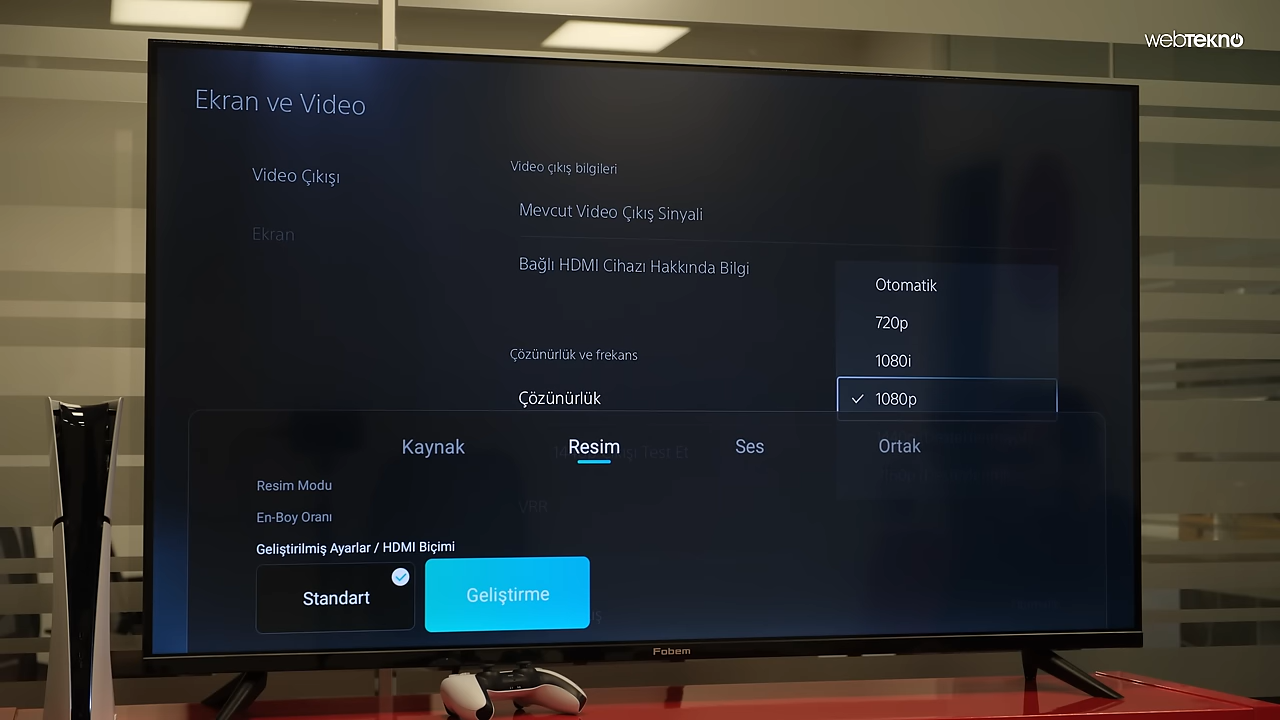 webTEKNO
Ekran ve Video
Video Çıkışı
Ekran
Video çıkış bilgileri
Mevcut Video Çıkış Sinyali
Bağlı HDMI Cihazı Hakkında Bilgi
Otomatik
720p
1080i
Çözünürlük ve frekans
Çözünürlük
1080p
Kaynak
Resim
Ses
Ortak
Test Et
VRR
Resim Modu
En-Boy Oranı
Geliştirilmiş Ayarlar / HDMI Biçimi
Standart
Geliştirme
Fobem